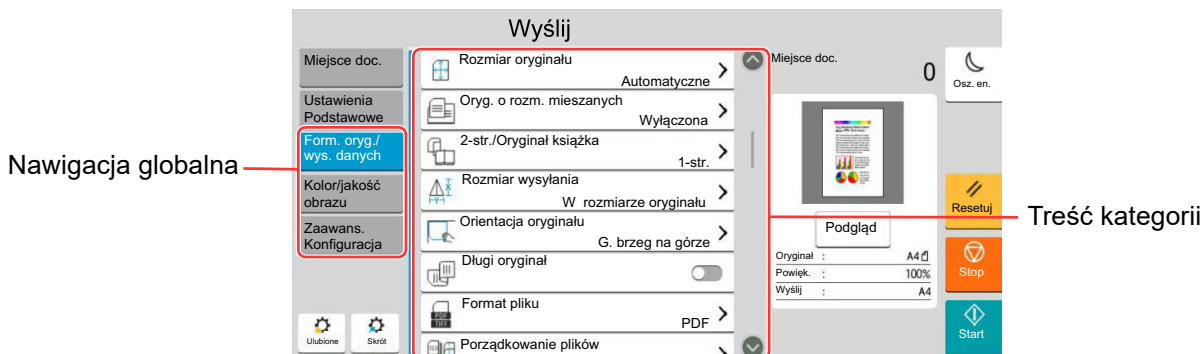 Wyślij
Miejsce doc.
Ustawienia
Podstawowe
Form. oryg./
wys. danych
Kolor/jakość
obrazu
Zaawans.
Konfiguracja
Ulubione
Skrót
Nawigacja globalna
Rozmiar oryginału
Automatyczne
Oryg. o rozm. mieszanych
Wyłączona
2-str./Oryginał książka
1-str.
Rozmiar wysyłania
W rozmiarze oryginału
Orientacja oryginału
G. brzeg na górze
Długi oryginał
Format pliku
PDF
TIFF
PDF
Porządkowanie plików
123
Miejsce doc.
0
Podgląd
Oryginał : A4
Powięk. : 100%
Wyślij : A4
Osz. en.
Resetuj
Stop
Start
Treść kategorii